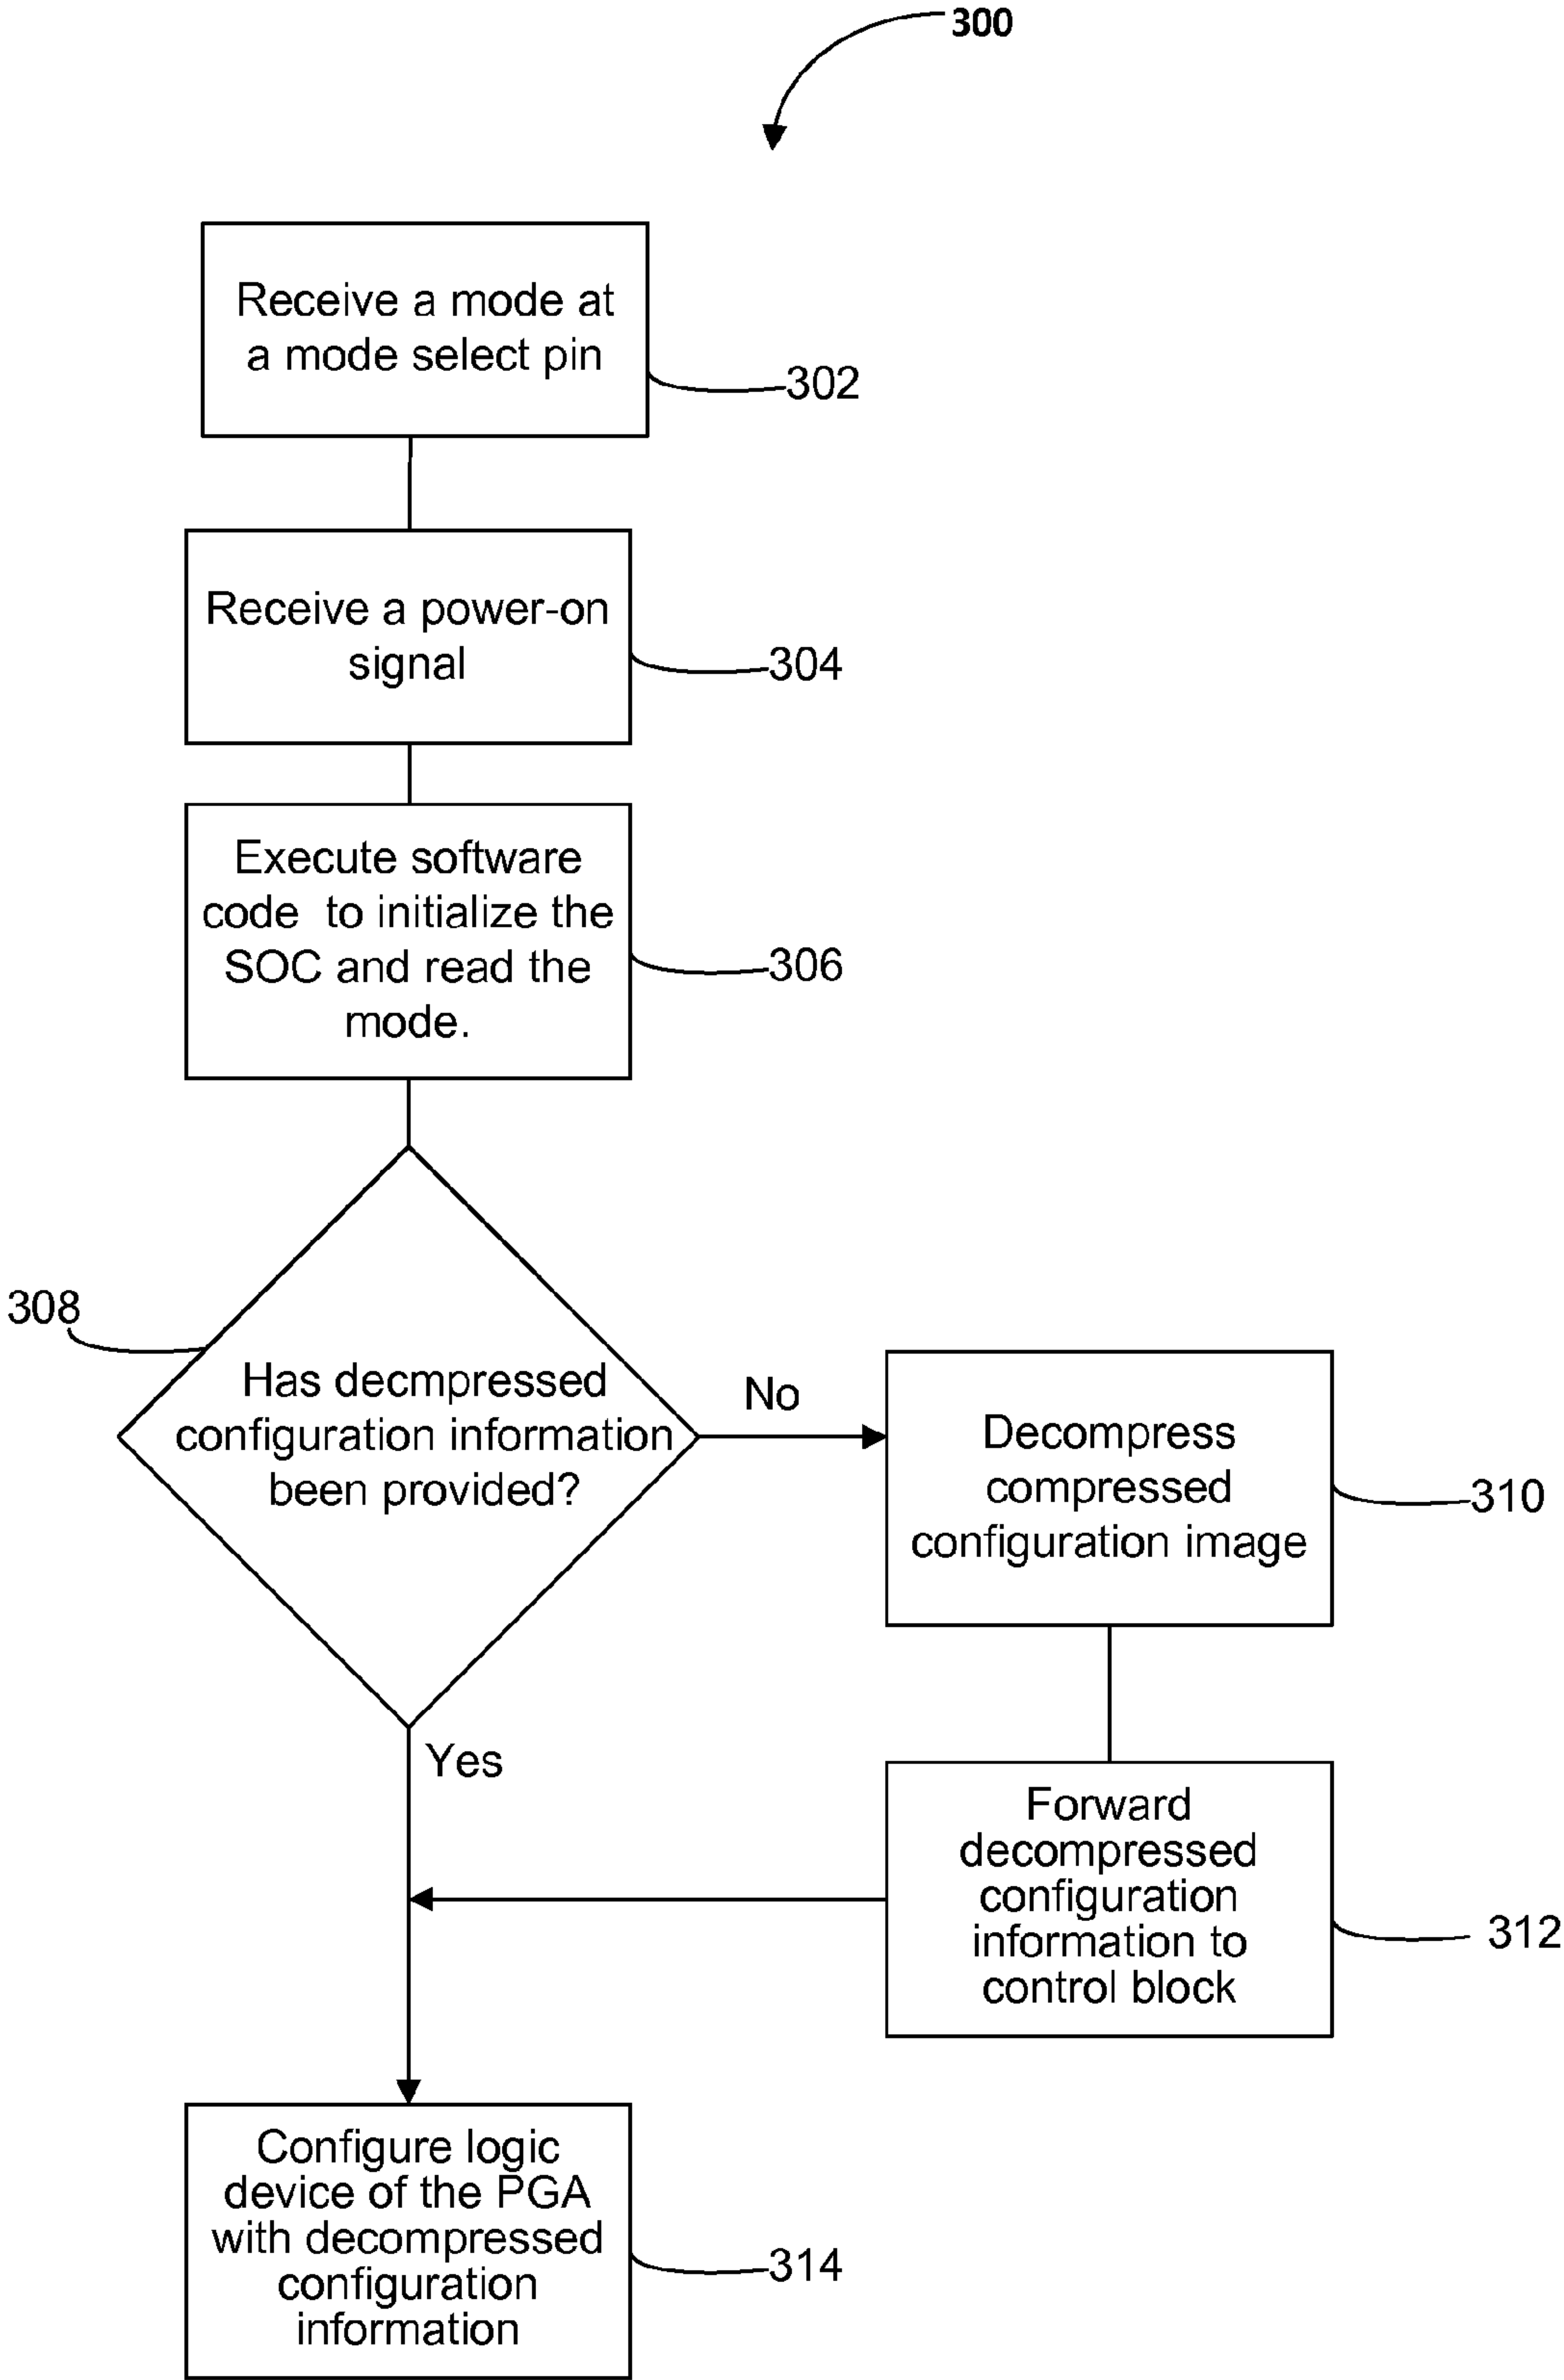 300
Receive a mode at
a mode select pin
302
Receive a power-on
signal
304
Execute software
code to initialize the
SOC and read the
mode.
306
308
Has decmpressed
configuration information
been provided?
No
Decompress
compressed
configuration image
310
Yes
Forward
decompressed
configuration
information to
control block
312
Configure logic
device of the PGA
with decompressed
configuration
information
314